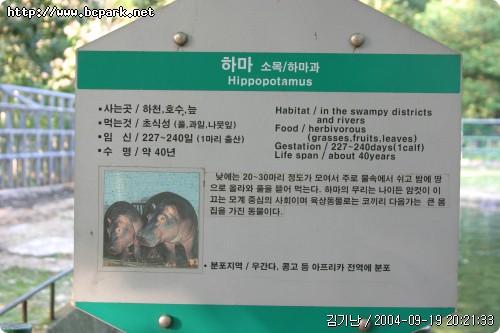 http://www.bcpark.net
하마 소목/하마과
Hippopotamus
• 사는곳 / 하천,호수,늪
• 먹는것 / 초식성 (풀,과일,나뭇잎)
• 임 신 / 227~240일 (1마리 출산)
• 수 명 / 약 40년
Habitat / in the swampy districts
and rivers
Food / herbivorous
(grasses,fruits,leaves)
Gestation / 227~240days(1calf)
Life span / about 40years
낮에는 20~30마리 정도가 모여서 주로 물속에서 쉬고 밤에 땅
으로 올라와 풀을 뜯어 먹는다. 하마의 무리는 나이든 암컷이 이
끄는 모계 중심의 사회이며 육상동물로는 코끼리 다음가는 큰 몸
집을 가진 동물이다.
• 분포지역 / 우간다, 콩고 등 아프리카 전역에 분포
김기난 / 2004-09-19 20:21:33
http://www.bcpark.net